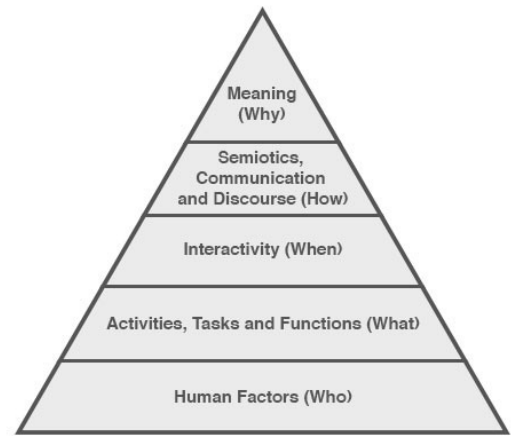 Meaning
(Why)
Semiotics,
Communication
and Discourse (How)
Interactivity (When)
Activities, Tasks and Functions (What)
Human Factors (Who)